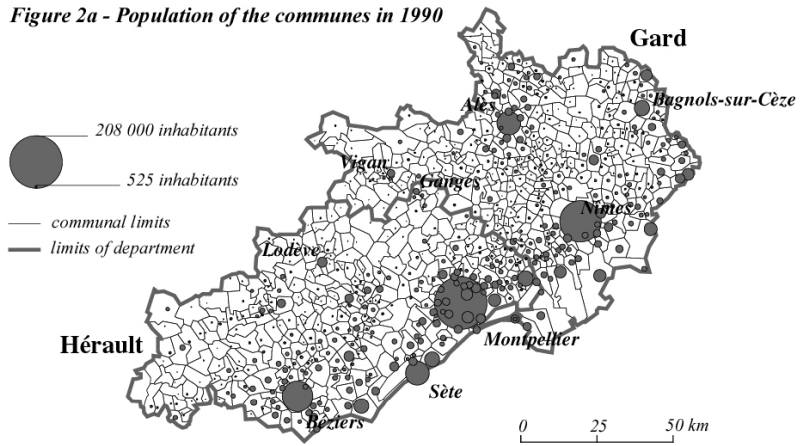 Figure 2a - Population of the communes in 1990
Gard
Bagnols-sur-Cèze
Alès
208 000 inhabitants
525 inhabitants
Vigan
Ganges
Nimes
communal limits
limits of department
Lodève
Hérault
Montpellier
Sète
Béziers
0 25 50 km